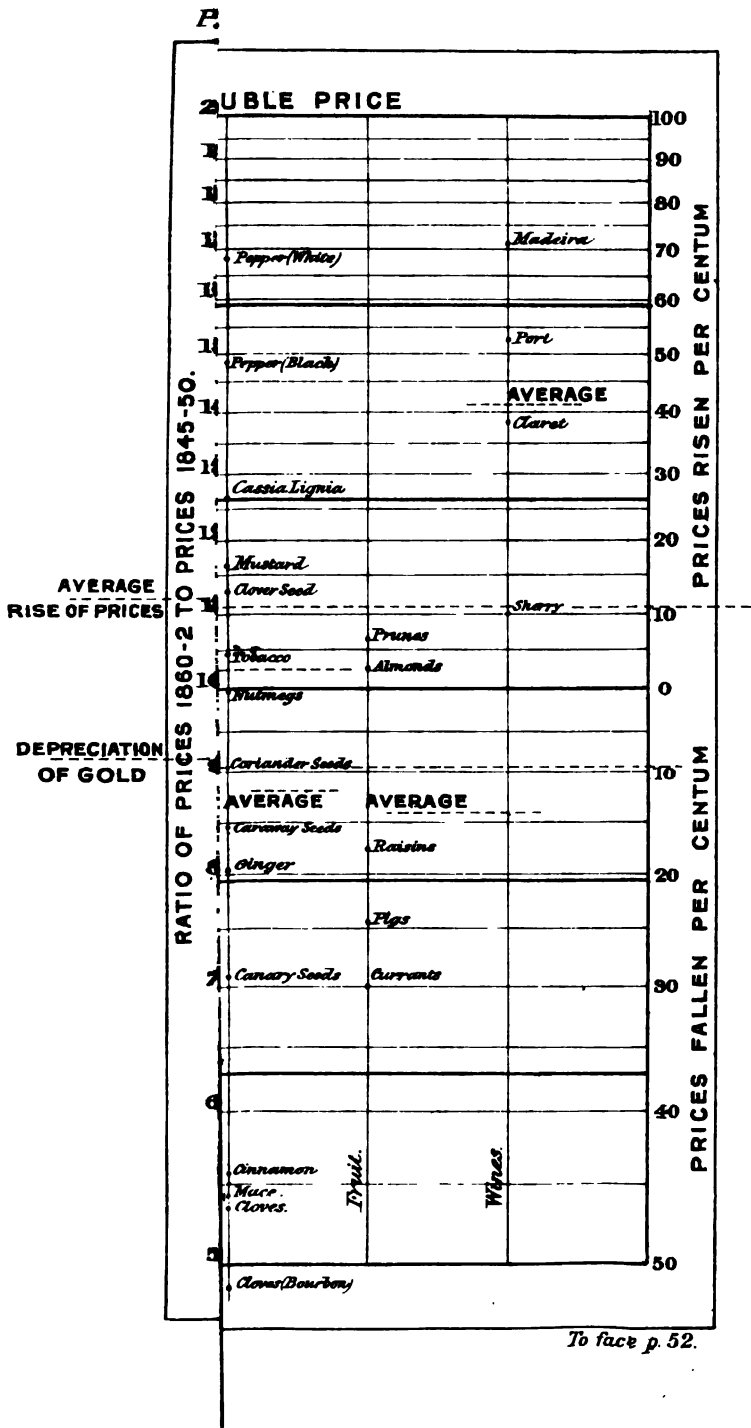 P.
UBLE PRICE
100
90
80
70
60
50
40
30
20
10
0
10
20
30
40
50
PRICES RISEN PER CENTUM
PRICES FALLEN PER CENTUM
RATIO OF PRICES 1860-2 TO PRICES 1845-50.
AVERAGE
RISE OF PRICES
DEPRECIATION
OF GOLD
Pepper (White)
Pepper (Black)
Cassia Lignia
Mustard
Clover Seed
Tobacco
Nutmegs
Coriander Seeds
AVERAGE
Caraway Seeds
Ginger
Canary Seeds
Cinnamon
Mace.
Cloves.
Cloves (Bourbon)
Prunes
Almonds
AVERAGE
Raisins
Figs
Currants
Fruit.
Madeira
Port
AVERAGE
Claret
Sherry
Wines.
7
6
5
To face p. 52.